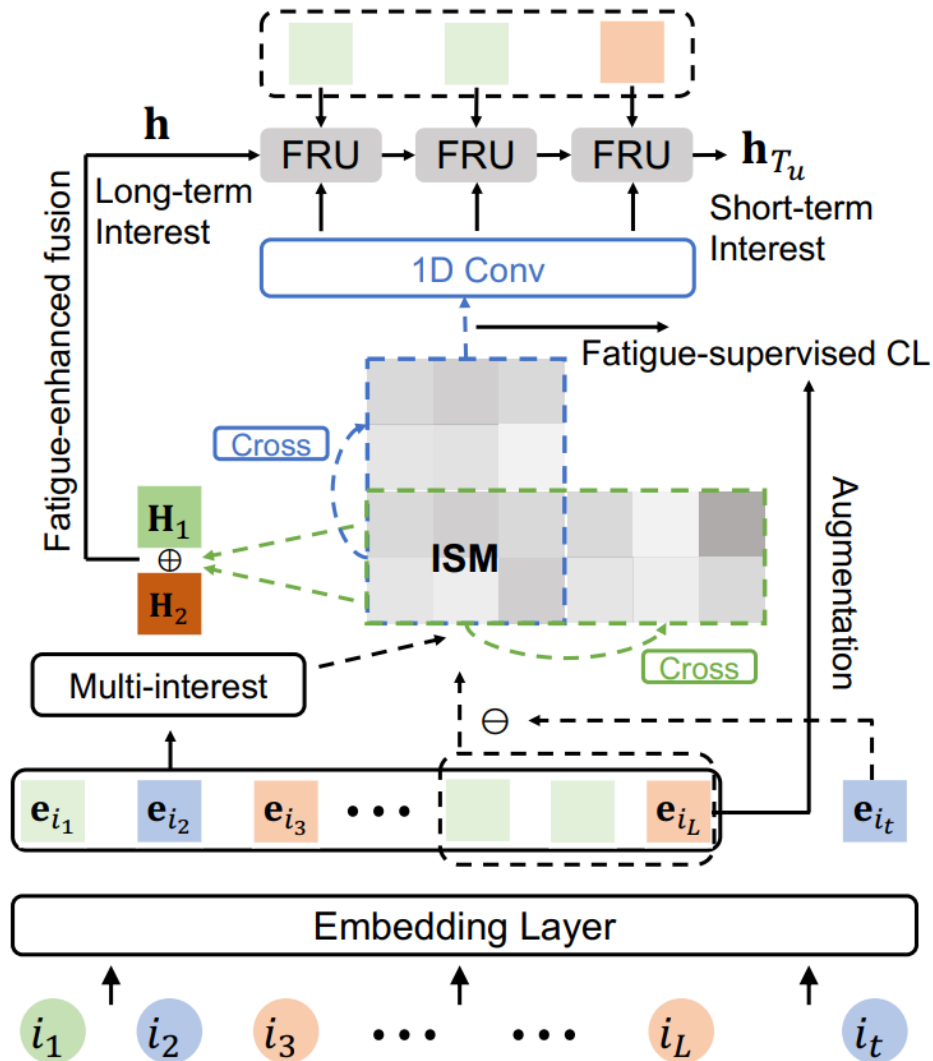 h
FRU
FRU
FRU
h_{T_u}
Long-term
Interest
Short-term
Interest
Fatigue-enhanced fusion
1D Conv
Fatigue-supervised CL
Cross
H_1
⊕
H_2
ISM
Augmentation
Cross
Multi-interest
⊖
e_{i_1}
e_{i_2}
e_{i_3}
•••
e_{i_L}
e_{i_t}
Embedding Layer
i_1
i_2
i_3
•••
•••
i_L
i_t